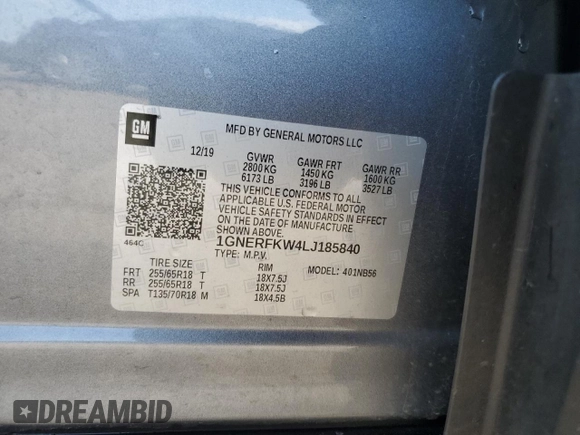 GM
MFD BY GENERAL MOTORS LLC
12/19 GVWR GAWR FRT GAWR RR
2800 KG 1450 KG 1600 KG
6173 LB 3196 LB 3527 LB
THIS VEHICLE CONFORMS TO ALL
APPLICABLE U.S. FEDERAL MOTOR
VEHICLE SAFETY STANDARDS IN EFFECT
ON THE DATE OF MANUFACTURE
SHOWN ABOVE.
464C 1GNERFKW4LJ185840
TYPE: M.P.V.
TIRE SIZE RIM MODEL: 401NB56
FRT 255/65R18 T 18X7.5J
RR 255/65R18 T 18X7.5J
SPA T135/70R18 M 18X4.5B
DREAMBID